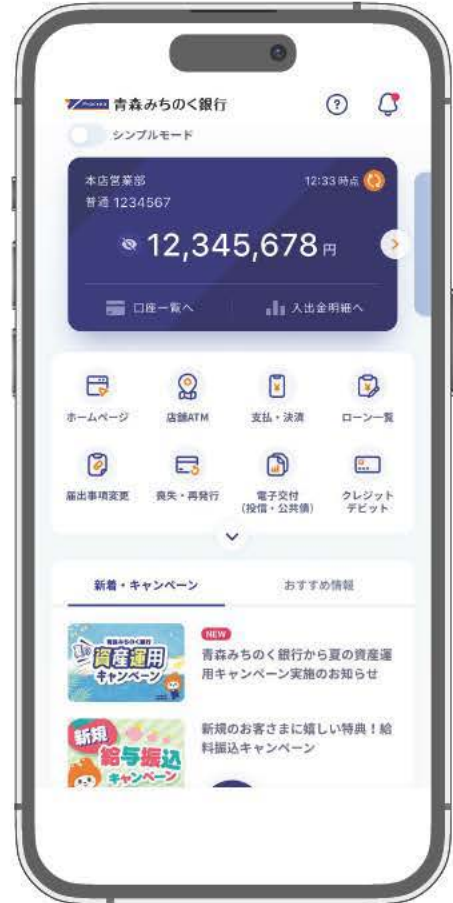 青森みちのく銀行
シンプルモード
本店営業部 12:33 時点
普通 1234567
12,345,678 円
口座一覧へ 入出金明細へ
ホームページ 店舗ATM 支払・決済 ローン一覧
届出事項変更 喪失・再発行 電子交付 クレジット
(投信・公共債) デビット
新着・キャンペーン おすすめ情報
NEW
青森みちのく銀行から夏の資産運
用キャンペーン実施のお知らせ
青森みちのく銀行
資産運用
キャンペーン
新規のお客さまに嬉しい特典！給
料振込キャンペーン
新規
給与振込
キャンペーン